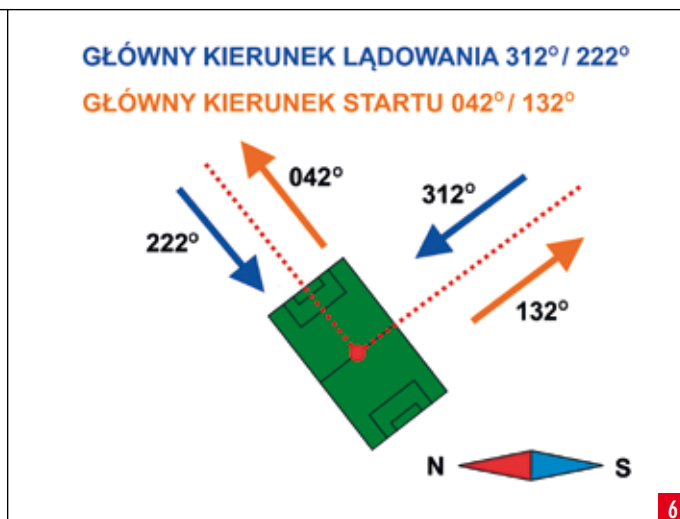 GŁÓWNY KIERUNEK LĄDOWANIA 312°/ 222°
GŁÓWNY KIERUNEK STARTU 042°/ 132°
042°
312°
222°
132°
N S
6